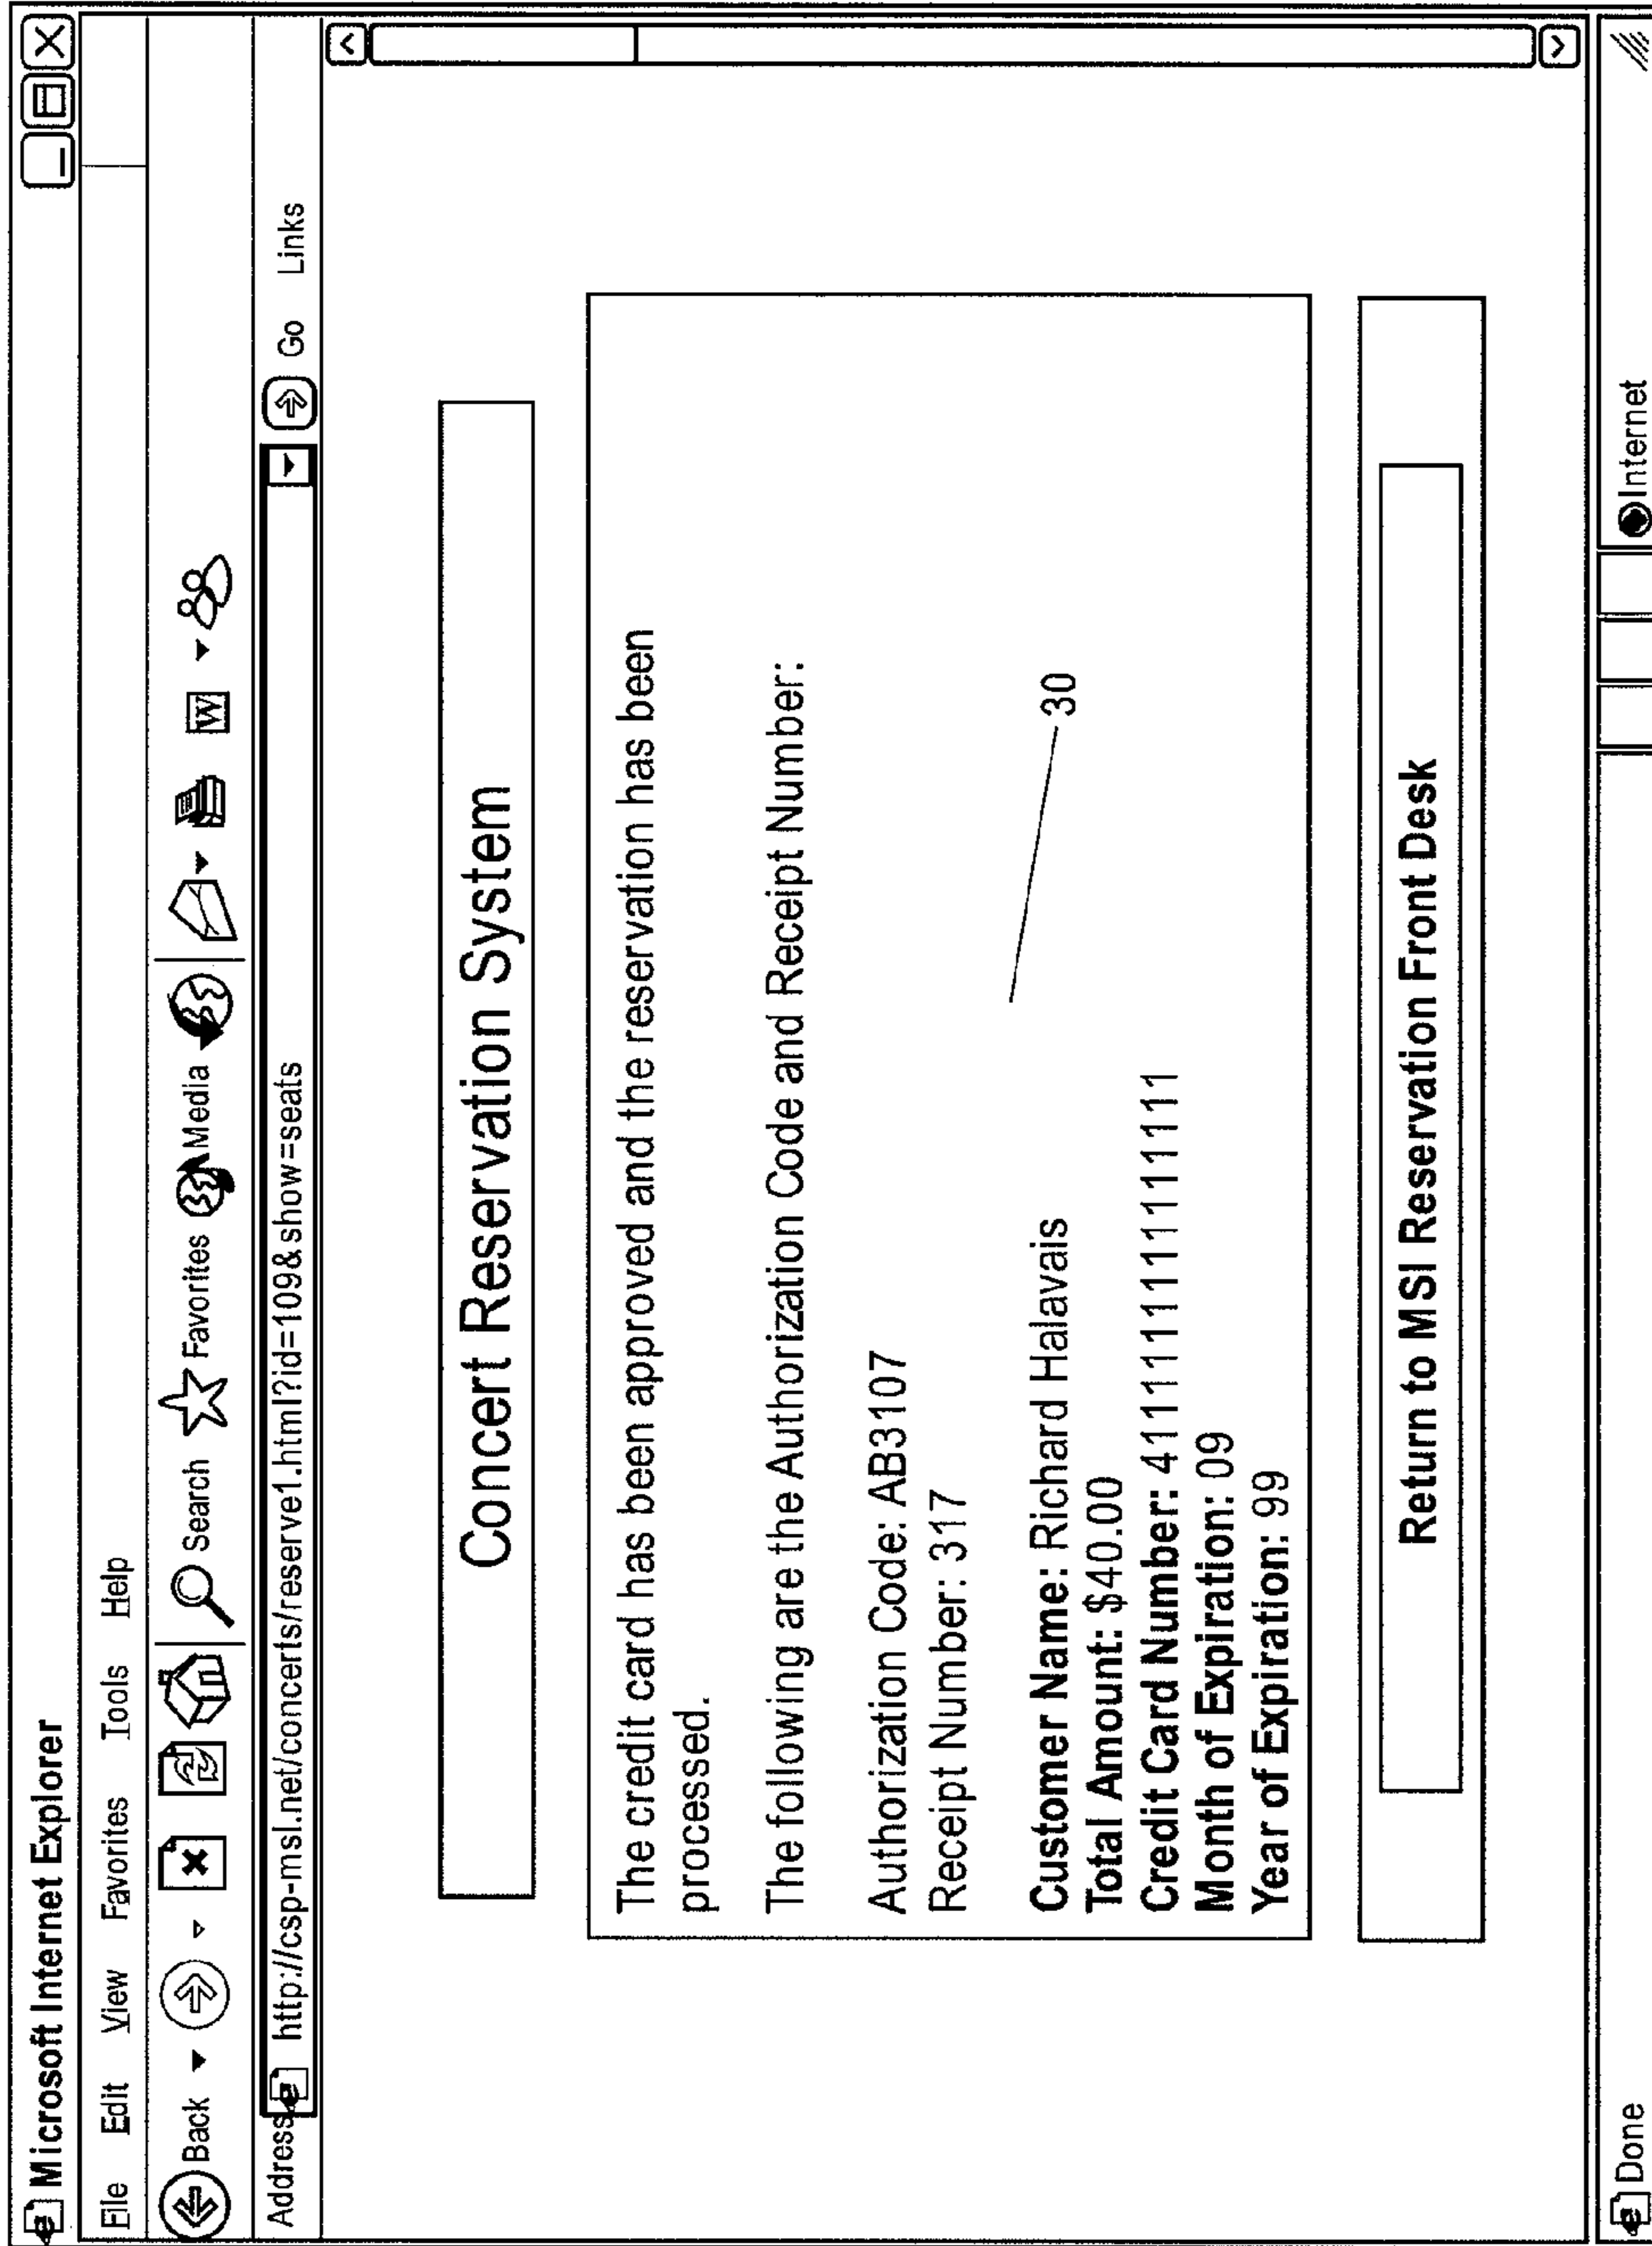 Microsoft Internet Explorer
File Edit View Favorites Tools Help
Back Search Favorites Media W
Address http://csp-msl.net/concerts/reserve1.html?id=109&show=seats Go Links
Concert Reservation System
The credit card has been approved and the reservation has been
processed.
The following are the Authorization Code and Receipt Number:
Authorization Code: AB3107
Receipt Number: 317
30
Customer Name: Richard Halavais
Total Amount: $40.00
Credit Card Number: 4111111111111111
Month of Expiration: 09
Year of Expiration: 99
Return to MSI Reservation Front Desk
Done Internet